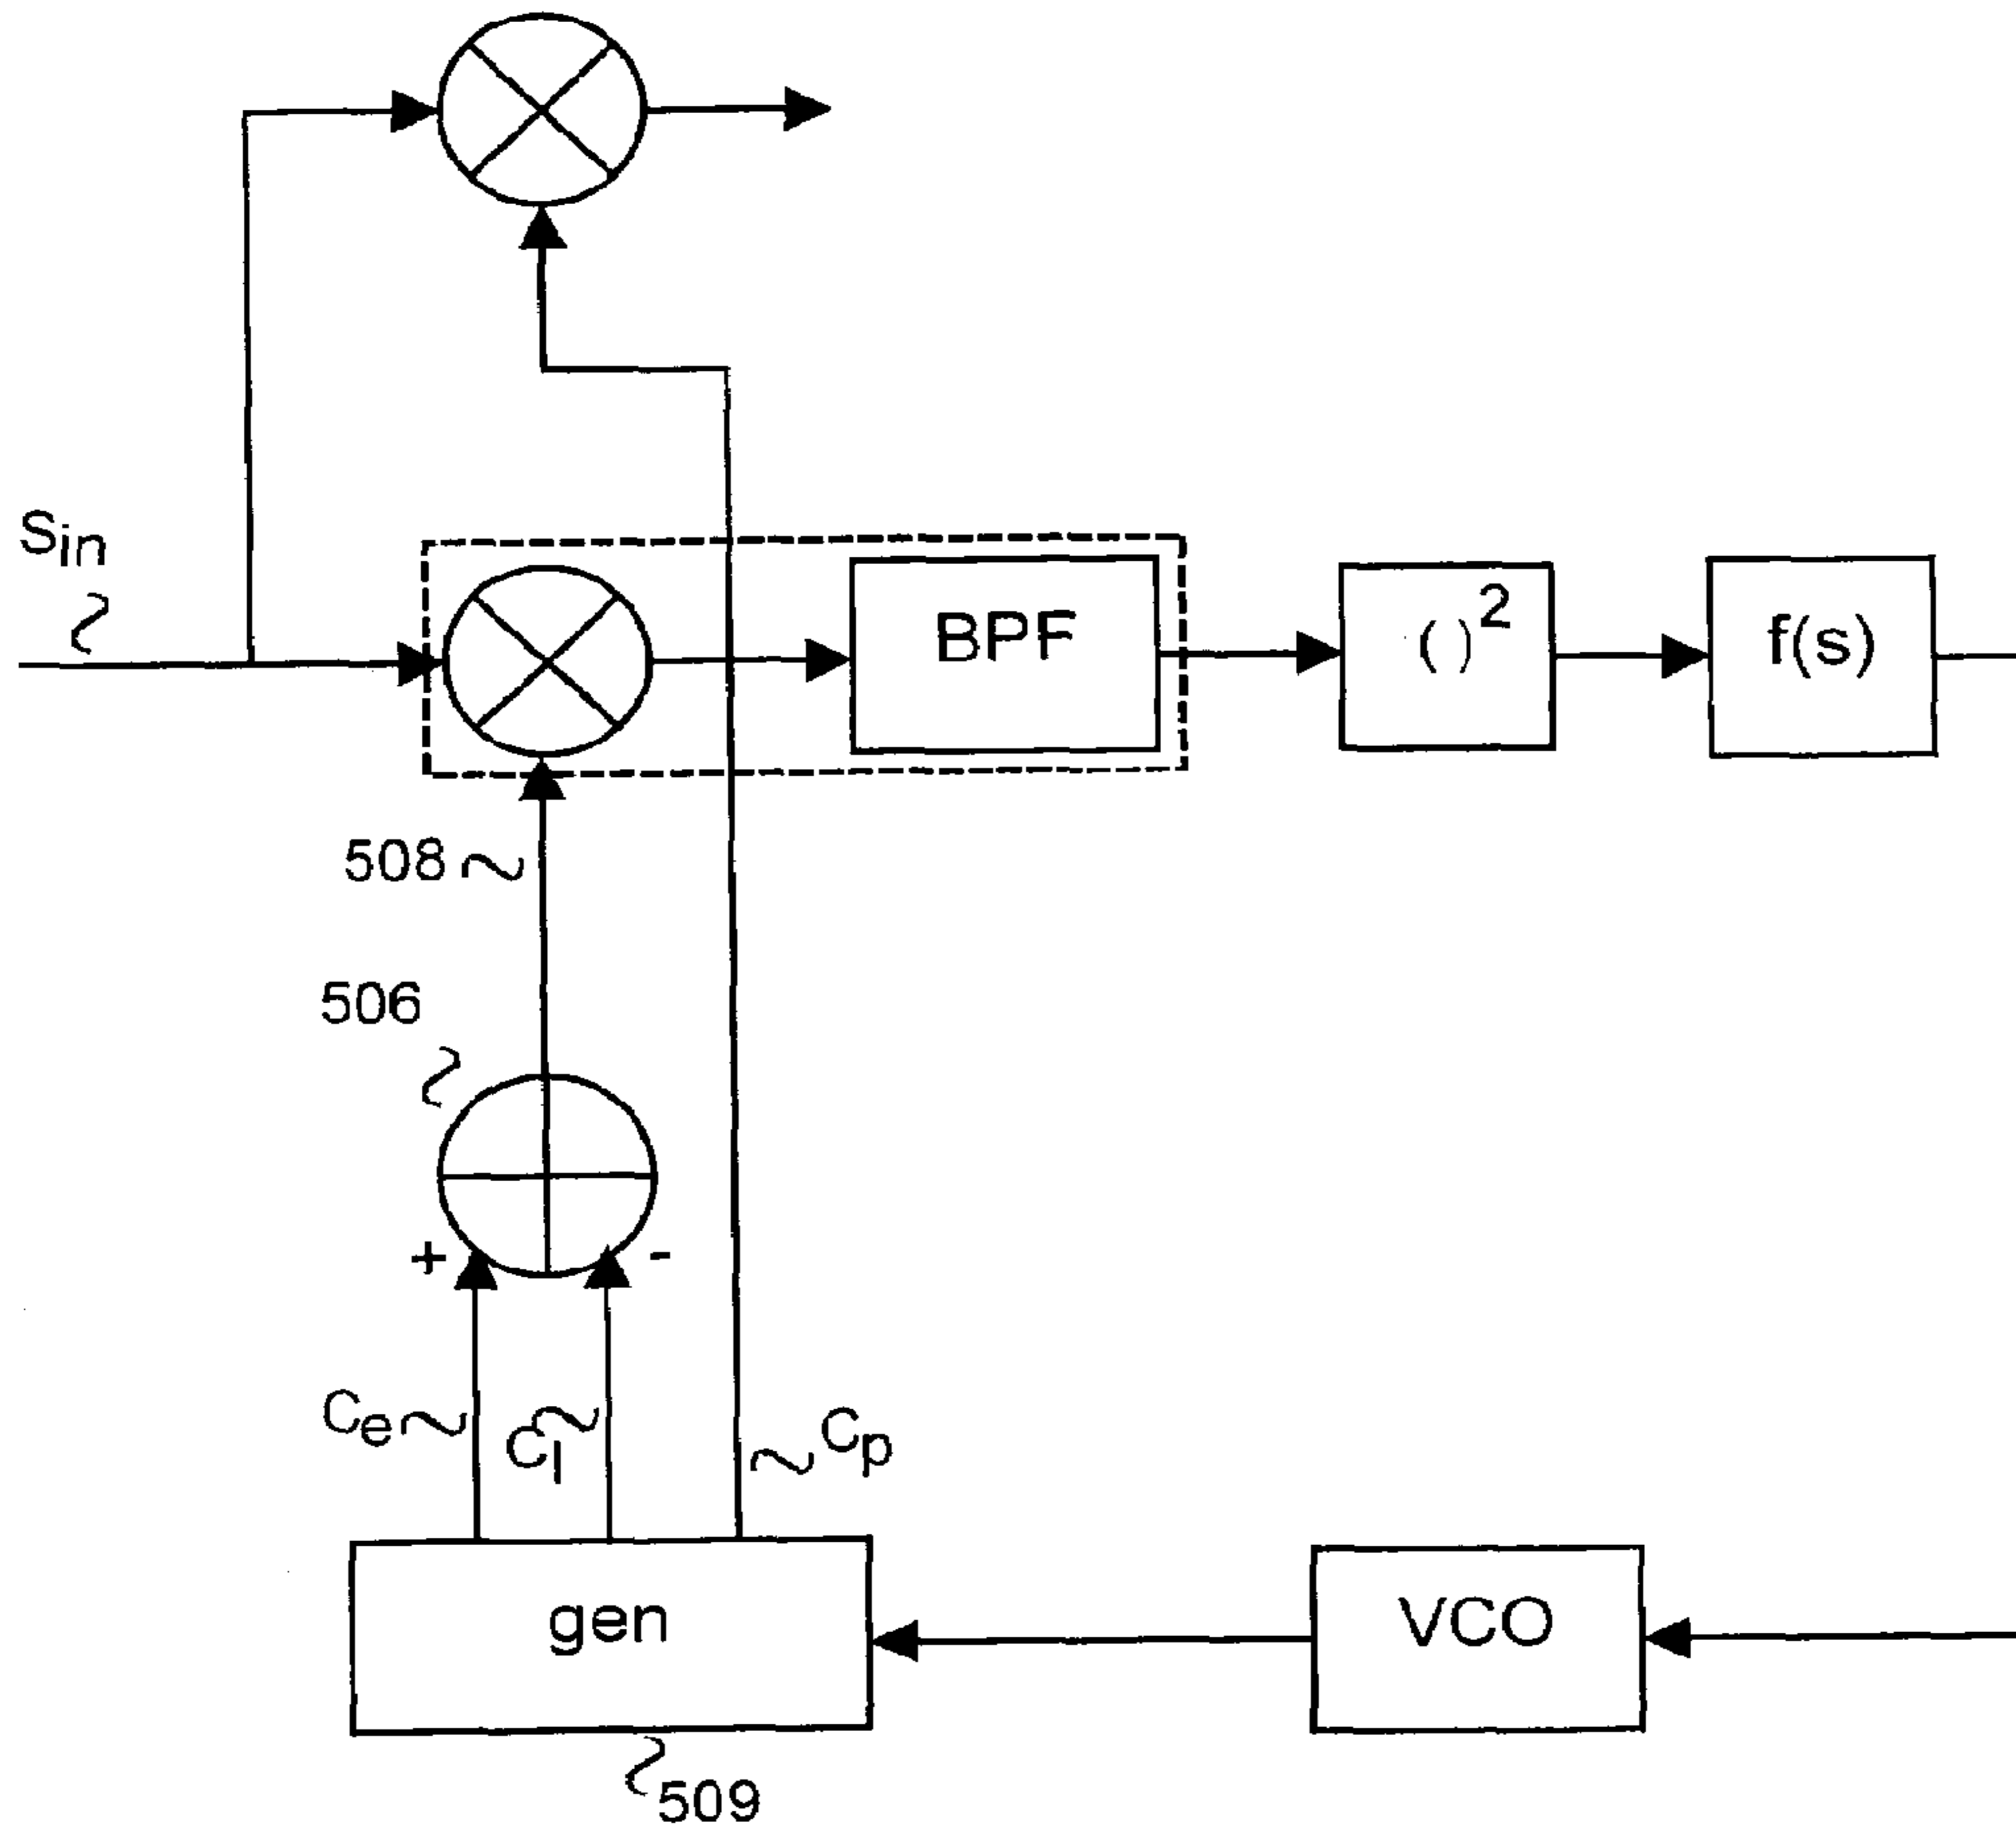 Sin
BPF
( )2
f(s)
508
506
+
-
Ce
Cl
Cp
gen
VCO
509